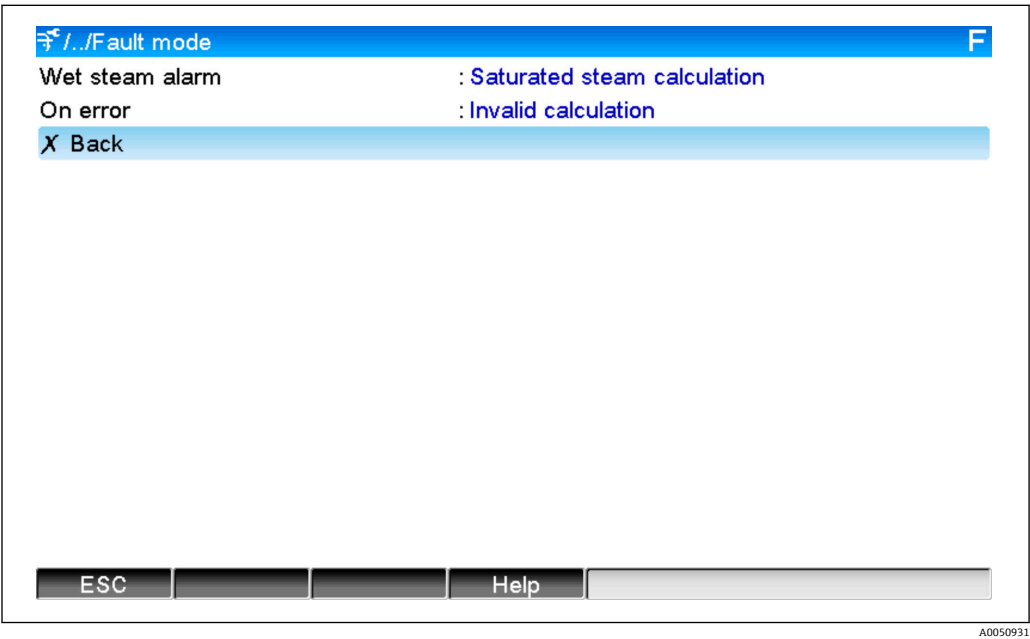 /../Fault mode F
Wet steam alarm : Saturated steam calculation
On error : Invalid calculation
X Back
ESC Help
A0050931